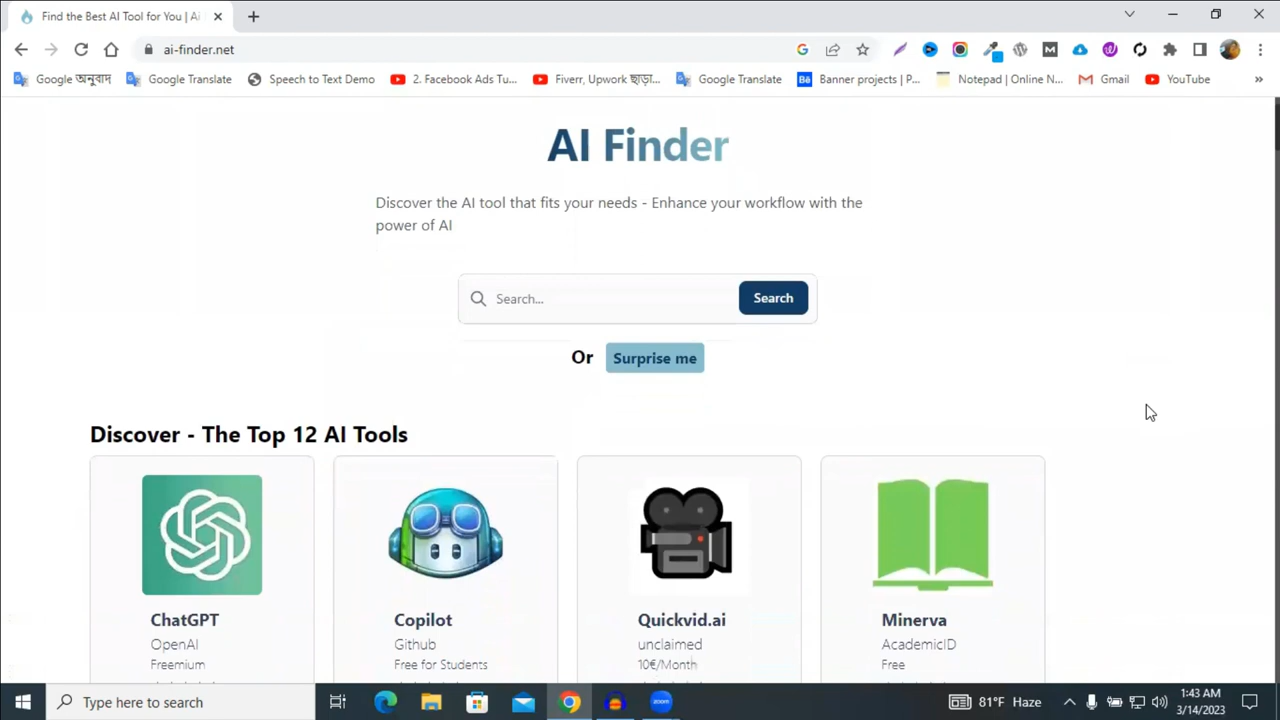 Find the Best AI Tool for You | Ai
ai-finder.net
Google অনুবাদ
Google Translate
Speech to Text Demo
2. Facebook Ads Tu...
Fiverr, Upwork ছাড়া...
Google Translate
Banner projects | P...
Notepad | Online N...
Gmail
YouTube
AI Finder
Discover the AI tool that fits your needs - Enhance your workflow with the
power of AI
Search...
Search
Or
Surprise me
Discover - The Top 12 AI Tools
ChatGPT
OpenAI
Freemium
Copilot
Github
Free for Students
Quickvid.ai
unclaimed
10€/Month
Minerva
AcademicID
Free
Type here to search
zoom
81°F Haze
1:43 AM
3/14/2023